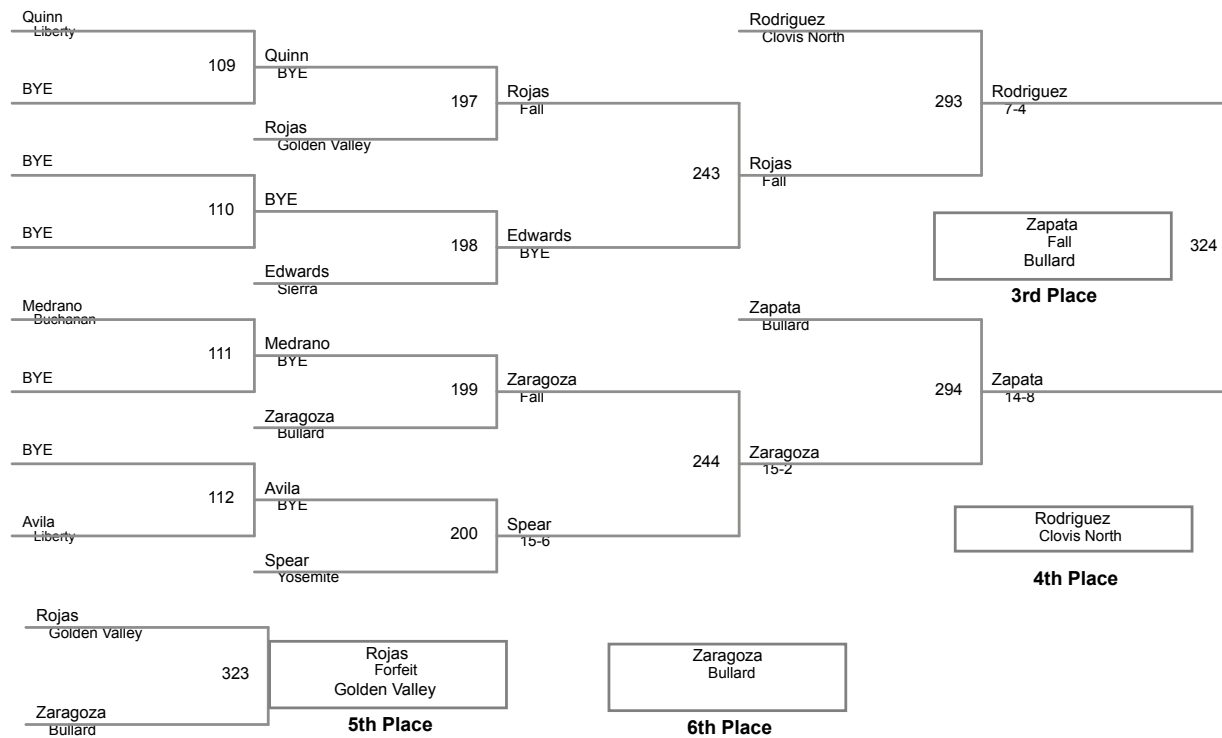 Quinn
Liberty
109
BYE
Quinn
BYE
197
Rojas
Golden Valley
Rojas
Fall
BYE
110
BYE
BYE
198
Edwards
Sierra
Edwards
BYE
243
Rodriguez
Clovis North
293
Rojas
Fall
Rodriguez
7-4
Zapata
Fall
Bullard
324
3rd Place
Medrano
Buchanan
111
BYE
Medrano
BYE
199
Zaragoza
Bullard
Zaragoza
Fall
BYE
112
Avila
Liberty
Avila
BYE
200
Spear
Yosemite
Spear
15-6
244
Zapata
Bullard
294
Zaragoza
15-2
Zapata
14-8
Rodriguez
Clovis North
4th Place
Rojas
Golden Valley
323
Zaragoza
Bullard
Rojas
Forfeit
Golden Valley
5th Place
Zaragoza
Bullard
6th Place